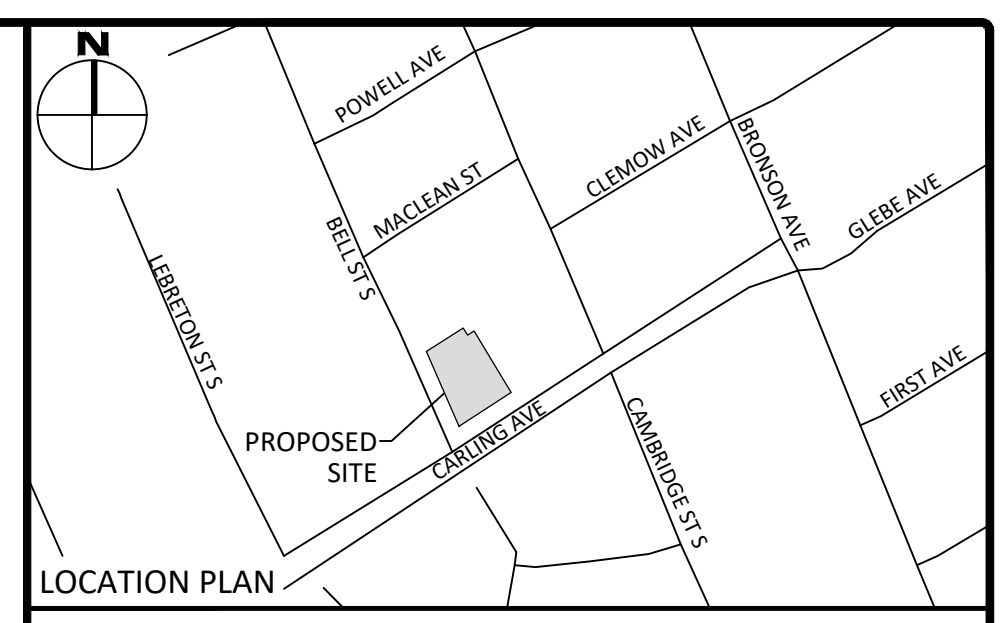 N
POWELL AVE
MACLEAN ST
CLEMOW AVE
BRONSON AVE
GLEBE AVE
BELL ST S
LEBRETON ST S
FIRST AVE
PROPOSED
SITE
CARLING AVE
CAMBRIDGE ST S
LOCATION PLAN